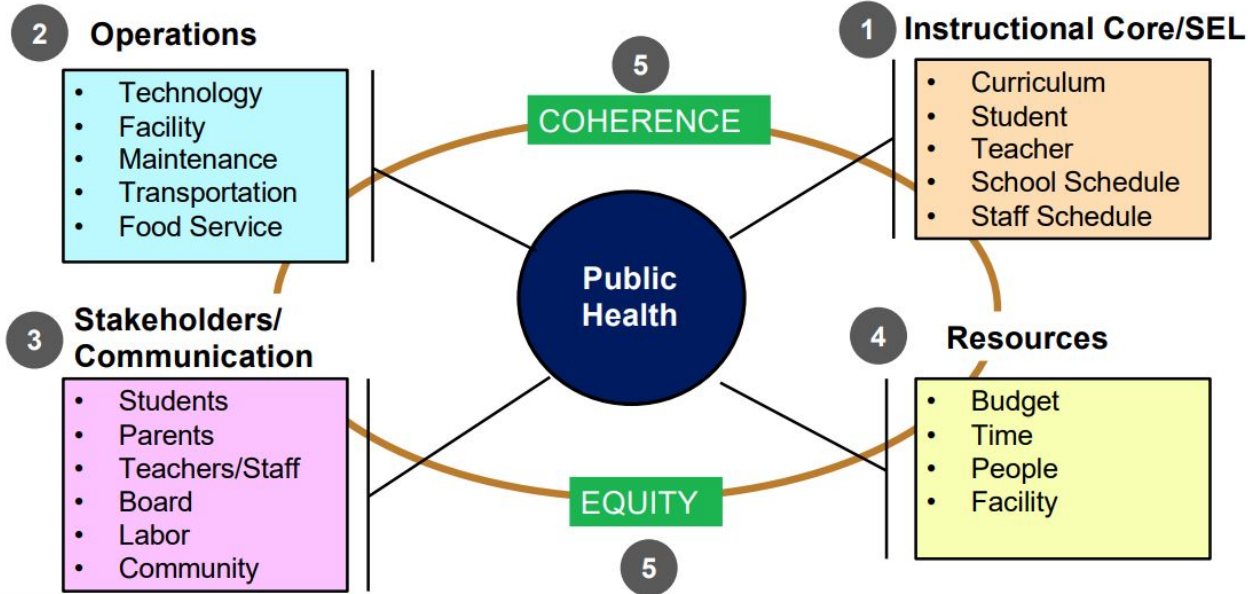 2 Operations
• Technology
• Facility
• Maintenance
• Transportation
• Food Service
5
COHERENCE
1 Instructional Core/SEL
• Curriculum
• Student
• Teacher
• School Schedule
• Staff Schedule
Public
Health
3 Stakeholders/
Communication
• Students
• Parents
• Teachers/Staff
• Board
• Labor
• Community
EQUITY
5
4 Resources
• Budget
• Time
• People
• Facility